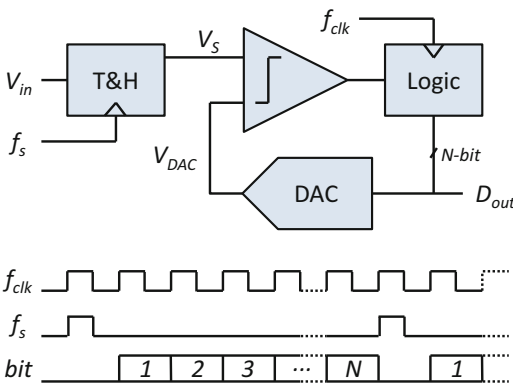 f_clk
V_S
V_in
T&H
Logic
f_s
V_DAC
N-bit
DAC
D_out
f_clk
f_s
bit 1 2 3 ... N 1